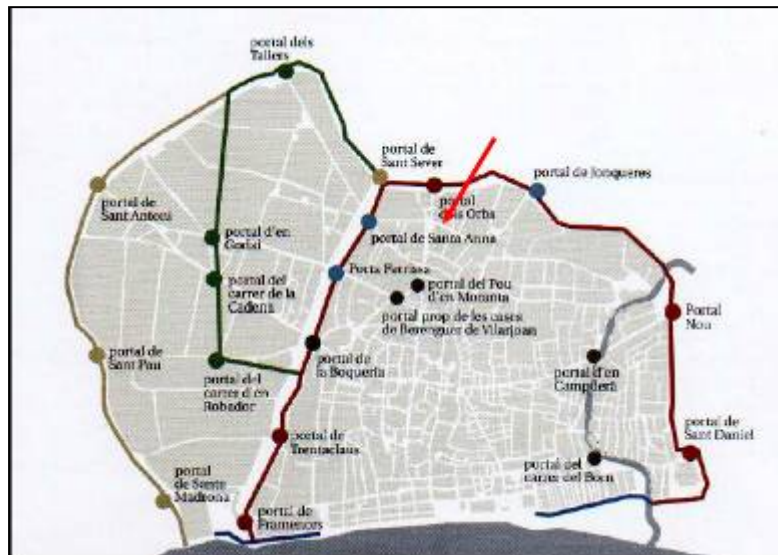 portal dels
Tallers
portal de
Sant Sever
portal de Jonqueres
portal de
Sant Antoni
portal
Orbs
portal d'en
portal de Santa Anna
Porta Ferrissa
portal del
carrer de la
Cadena
portal del Pou
d'en Moranta
portal prop de les cases
de Berenguer de Vilarjoan
Portal
Nou
portal de
Sant Pau
portal de
la Boqueria
portal del
carrer d'en
Robador
portal d'en
Campderà
portal de
Trentaclaus
portal de
Sant Daniel
portal del
carrer del Born
portal
de Santa
Madrona
portal de
Framenors